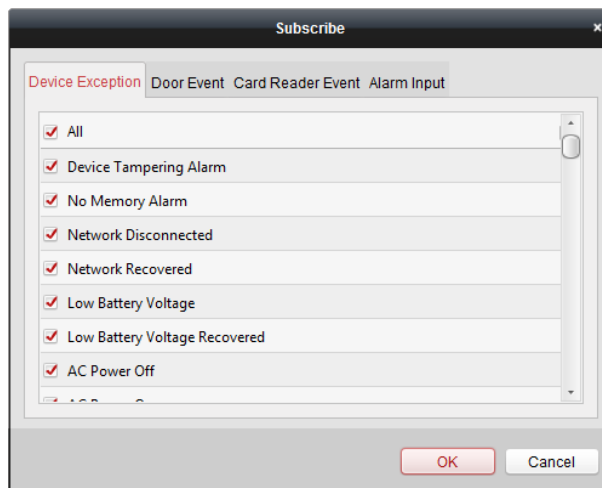 Subscribe
Device Exception Door Event Card Reader Event Alarm Input
All
Device Tampering Alarm
No Memory Alarm
Network Disconnected
Network Recovered
Low Battery Voltage
Low Battery Voltage Recovered
AC Power Off
OK Cancel